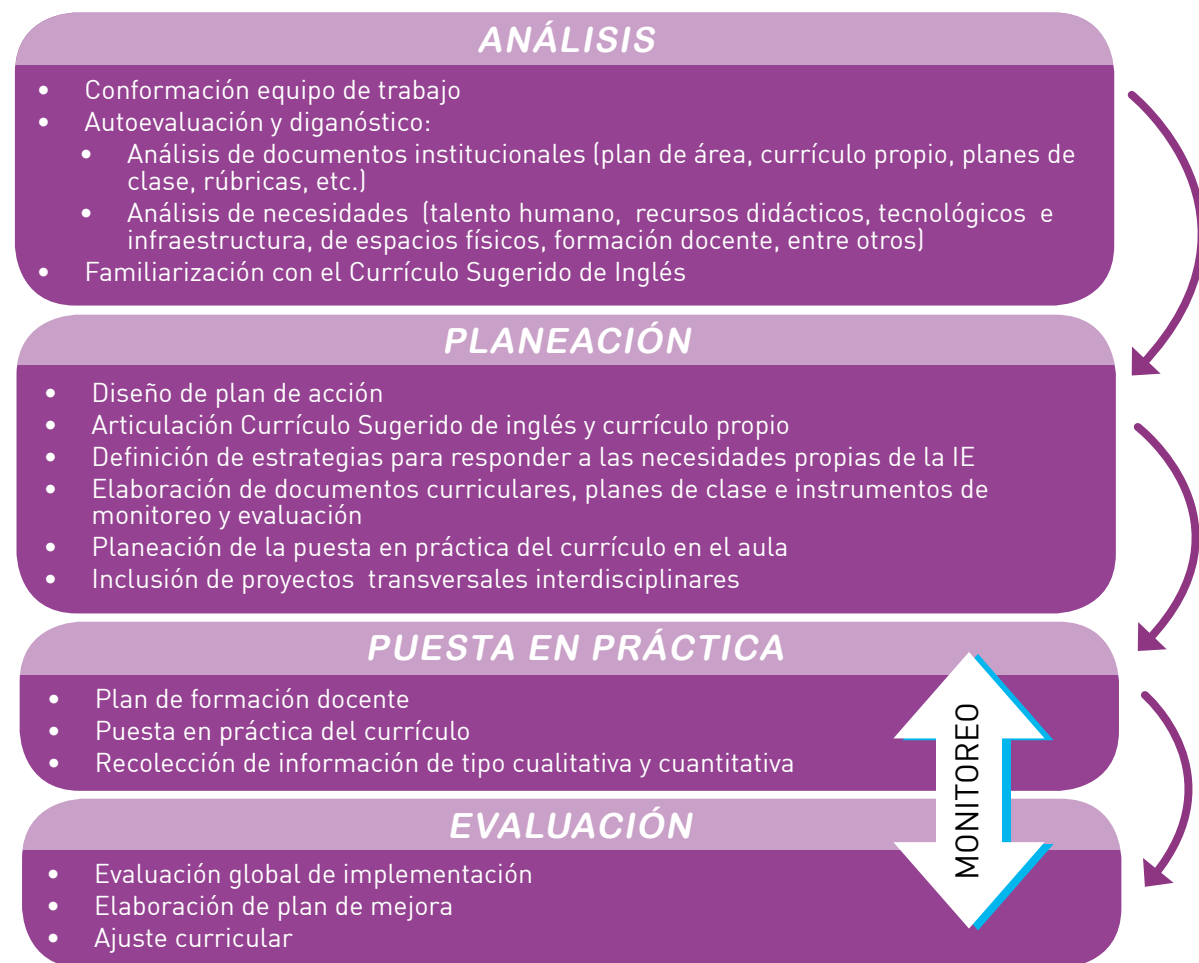 ANÁLISIS
• Conformación equipo de trabajo
• Autoevaluación y diganóstico:
• Análisis de documentos institucionales (plan de área, currículo propio, planes de
clase, rúbricas, etc.)
• Análisis de necesidades (talento humano, recursos didácticos, tecnológicos e
infraestructura, de espacios físicos, formación docente, entre otros)
• Familiarización con el Currículo Sugerido de Inglés
PLANEACIÓN
• Diseño de plan de acción
• Articulación Currículo Sugerido de inglés y currículo propio
• Definición de estrategias para responder a las necesidades propias de la IE
• Elaboración de documentos curriculares, planes de clase e instrumentos de
monitoreo y evaluación
• Planeación de la puesta en práctica del currículo en el aula
• Inclusión de proyectos transversales interdisciplinares
PUESTA EN PRÁCTICA
• Plan de formación docente
• Puesta en práctica del currículo
• Recolección de información de tipo cualitativa y cuantitativa
MONITOREO
EVALUACIÓN
• Evaluación global de implementación
• Elaboración de plan de mejora
• Ajuste curricular